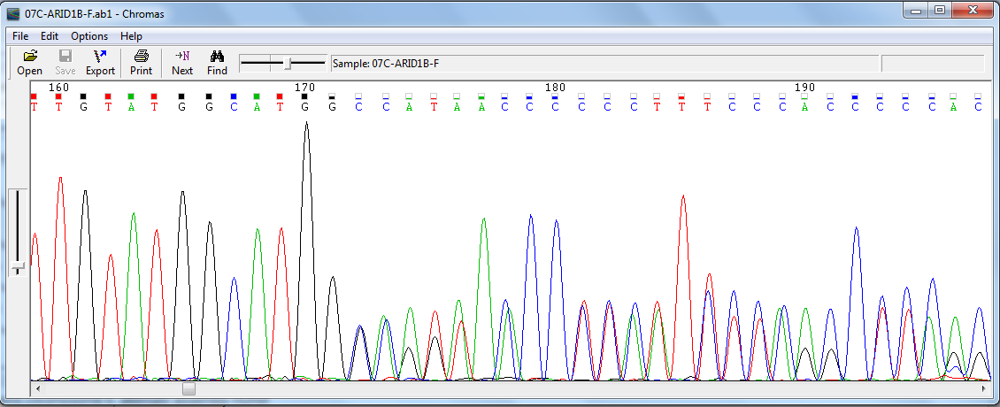 07C-ARID1B-F.ab1 - Chromas
File Edit Options Help
Open Save Export Print Next Find Sample: 07C-ARID1B-F
160 170 180 190
T T G T A T G G C A T G G C C A T A A C C C C C C T T T C C C A C C C C C A C